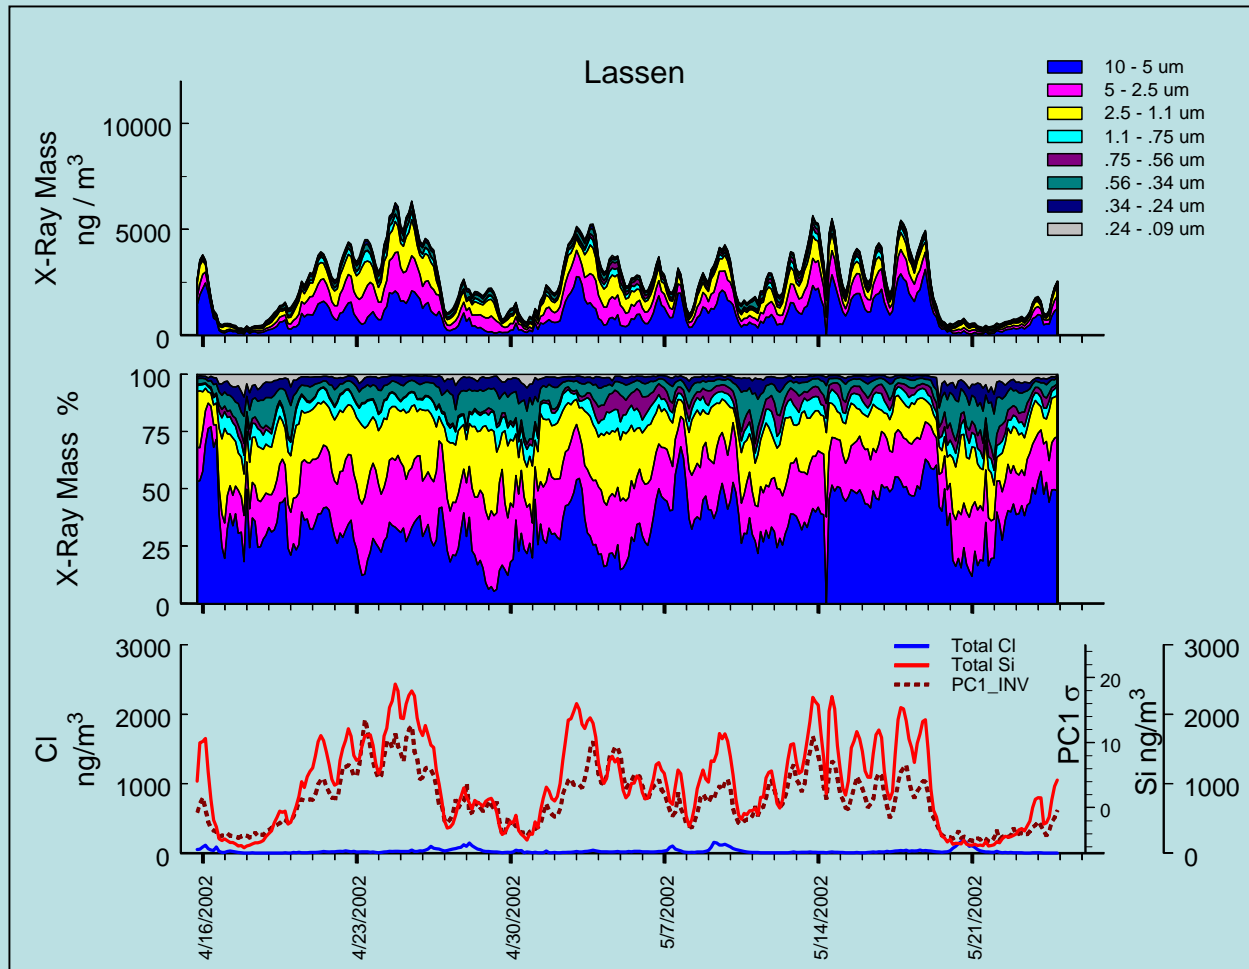 Lassen
10 - 5 um
5 - 2.5 um
2.5 - 1.1 um
1.1 - .75 um
.75 - .56 um
.56 - .34 um
.34 - .24 um
.24 - .09 um
X-Ray Mass
ng / m³
10000
5000
0
X-Ray Mass %
100
75
50
25
0
Total Cl
Total Si
PC1_INV
Cl
ng/m³
3000
2000
1000
0
PC1 σ
20
10
0
Si ng/m³
3000
2000
1000
0
4/16/2002
4/23/2002
4/30/2002
5/7/2002
5/14/2002
5/21/2002